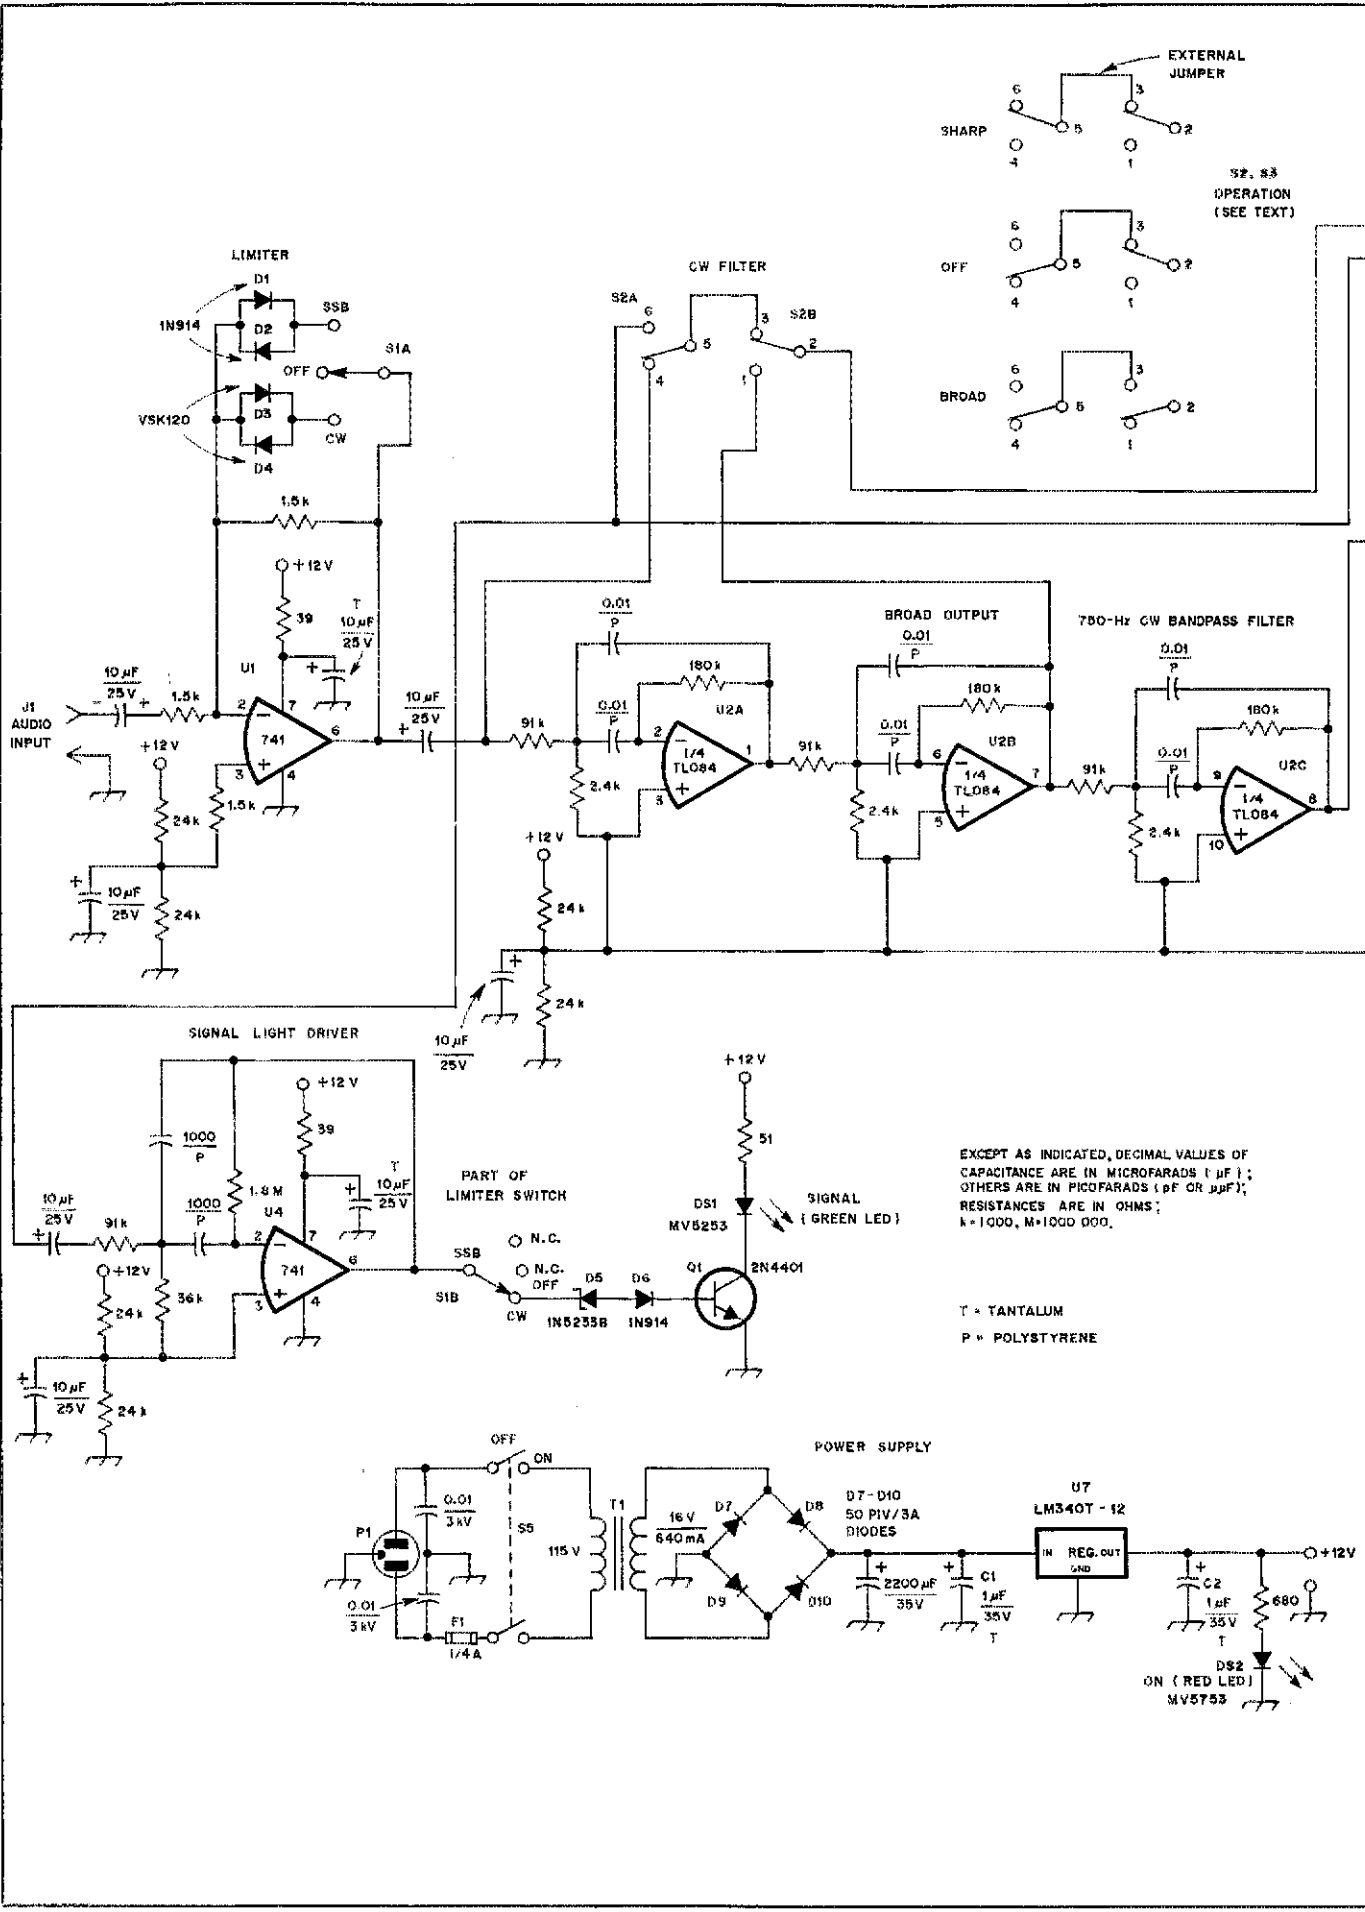 EXTERNAL
JUMPER
6
3
SHARP
5
2
4
1
S2, S3
OPERATION
(SEE TEXT)
6
3
OFF
5
2
4
1
6
3
BROAD
5
2
4
1
LIMITER
D1
1N914
SSB
D2
S1A
OFF
D3
VSK120
CW
D4
CW FILTER
S2A
6
3
S2B
5
2
4
1
1.5k
+12V
39
T
10µF
25V
U1
10µF
25V
- +
J1
AUDIO
INPUT
1.5k
2
7
741
6
3
4
+12V
1.5k
24k
+
10µF
25V
24k
10µF
25V
+
0.01
P
180k
U2A
91k
0.01
P
2
1/4
TL084
1
3
2.4k
BROAD OUTPUT
0.01
P
180k
U2B
91k
0.01
P
6
1/4
TL084
7
5
2.4k
750-Hz CW BANDPASS FILTER
0.01
P
180k
U2C
91k
0.01
P
9
1/4
TL084
8
10
2.4k
+12V
24k
+
24k
10µF
25V
SIGNAL LIGHT DRIVER
+12V
39
1000
P
T
10µF
25V
1.8M
10µF
25V
91k
1000
P
U4
2
7
741
6
3
4
+12V
24k
36k
+
10µF
25V
24k
PART OF
LIMITER SWITCH
N.C.
SSB
N.C.
OFF
S1B
CW
D5
1N5233B
D6
1N914
+12V
51
DS1
MV5253
SIGNAL
(GREEN LED)
Q1
2N4401
EXCEPT AS INDICATED, DECIMAL VALUES OF
CAPACITANCE ARE IN MICROFARADS (µF);
OTHERS ARE IN PICOFARADS (pF OR µµF);
RESISTANCES ARE IN OHMS;
k=1000, M=1000 000.
T = TANTALUM
P = POLYSTYRENE
POWER SUPPLY
OFF
ON
0.01
3kV
P1
S5
115V
T1
16V
640mA
0.01
3kV
F1
1/4A
D7
D8
D9
D10
D7-D10
50 PIV/3A
DIODES
+
2200µF
35V
+
C1
1µF
35V
T
U7
LM340T-12
IN REG. OUT
GND
+
C2
1µF
35V
T
680
+12V
DS2
ON (RED LED)
MV5753